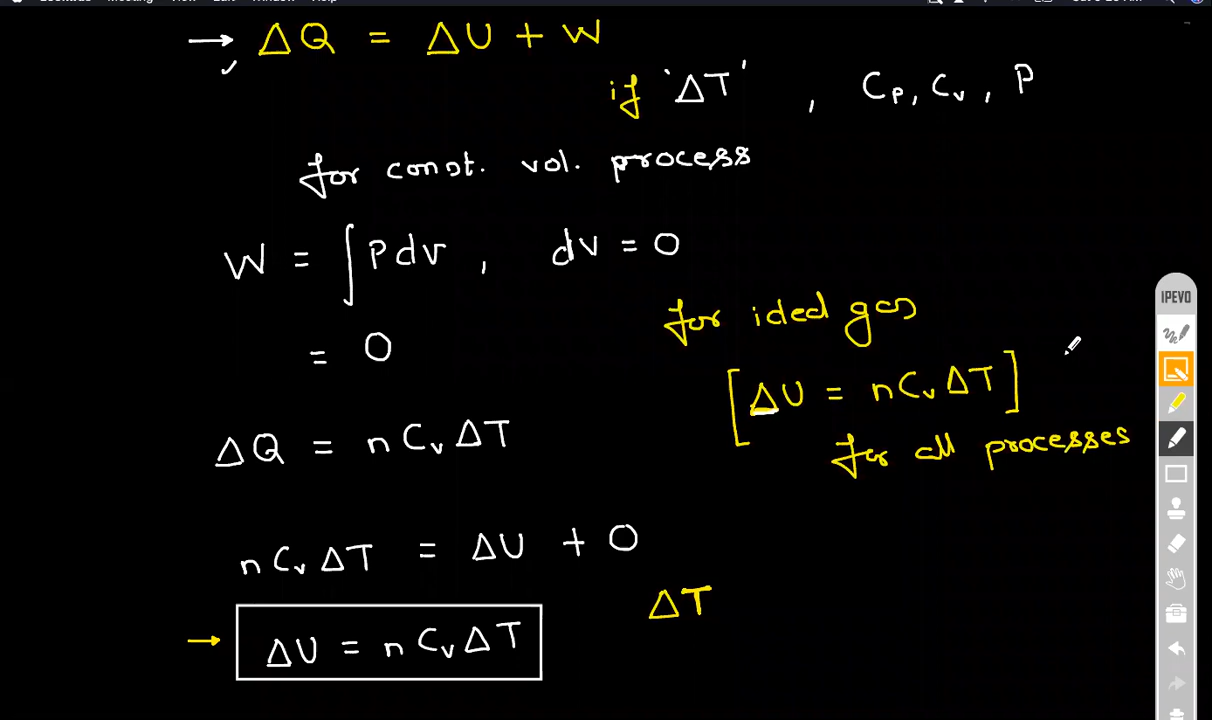 → ΔQ = ΔU + W
if 'ΔT' , Cp, Cv, P
for const. vol. process
W = ∫ Pdv , dv = 0
= 0
for ideal gas
[ΔU = nCvΔT]
for all processes
ΔQ = nCvΔT
nCvΔT = ΔU + 0
ΔT
→ ΔU = nCvΔT
IPEVO